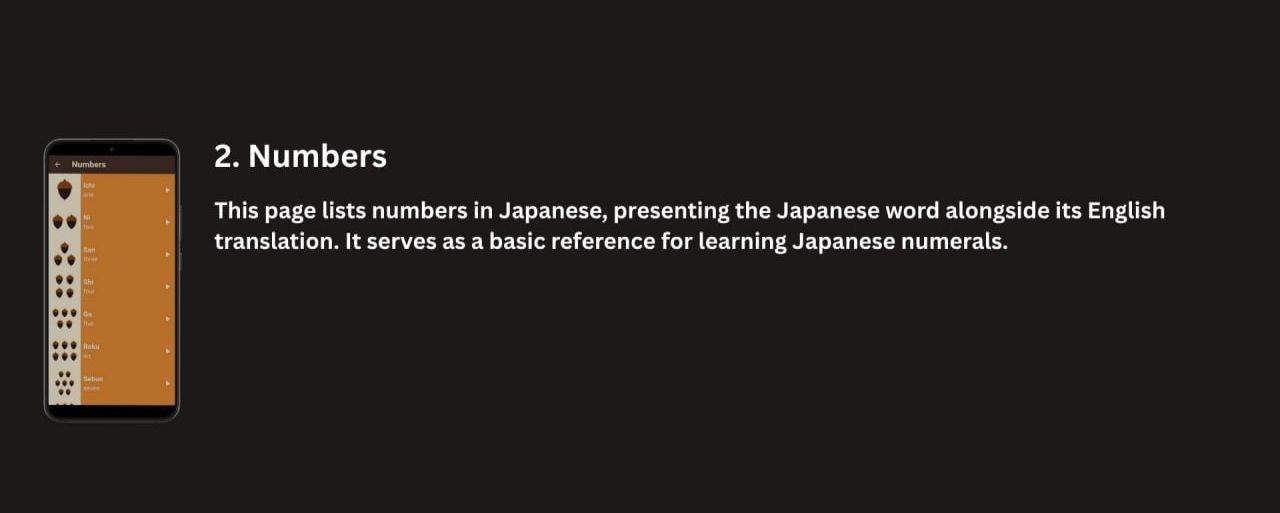 2. Numbers
This page lists numbers in Japanese, presenting the Japanese word alongside its English
translation. It serves as a basic reference for learning Japanese numerals.
Numbers
Ichi
one
Ni
two
San
three
Shi
four
Go
five
Roku
six
seven